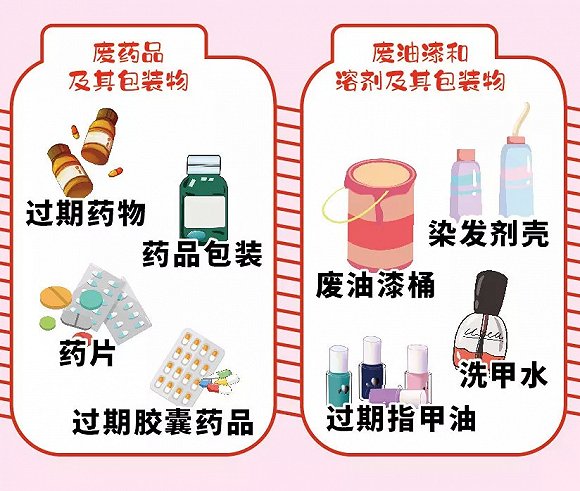 废药品
及其包装物
过期药物
药品包装
药片
过期胶囊药品
废油漆和
溶剂及其包装物
染发剂壳
废油漆桶
洗甲水
过期指甲油